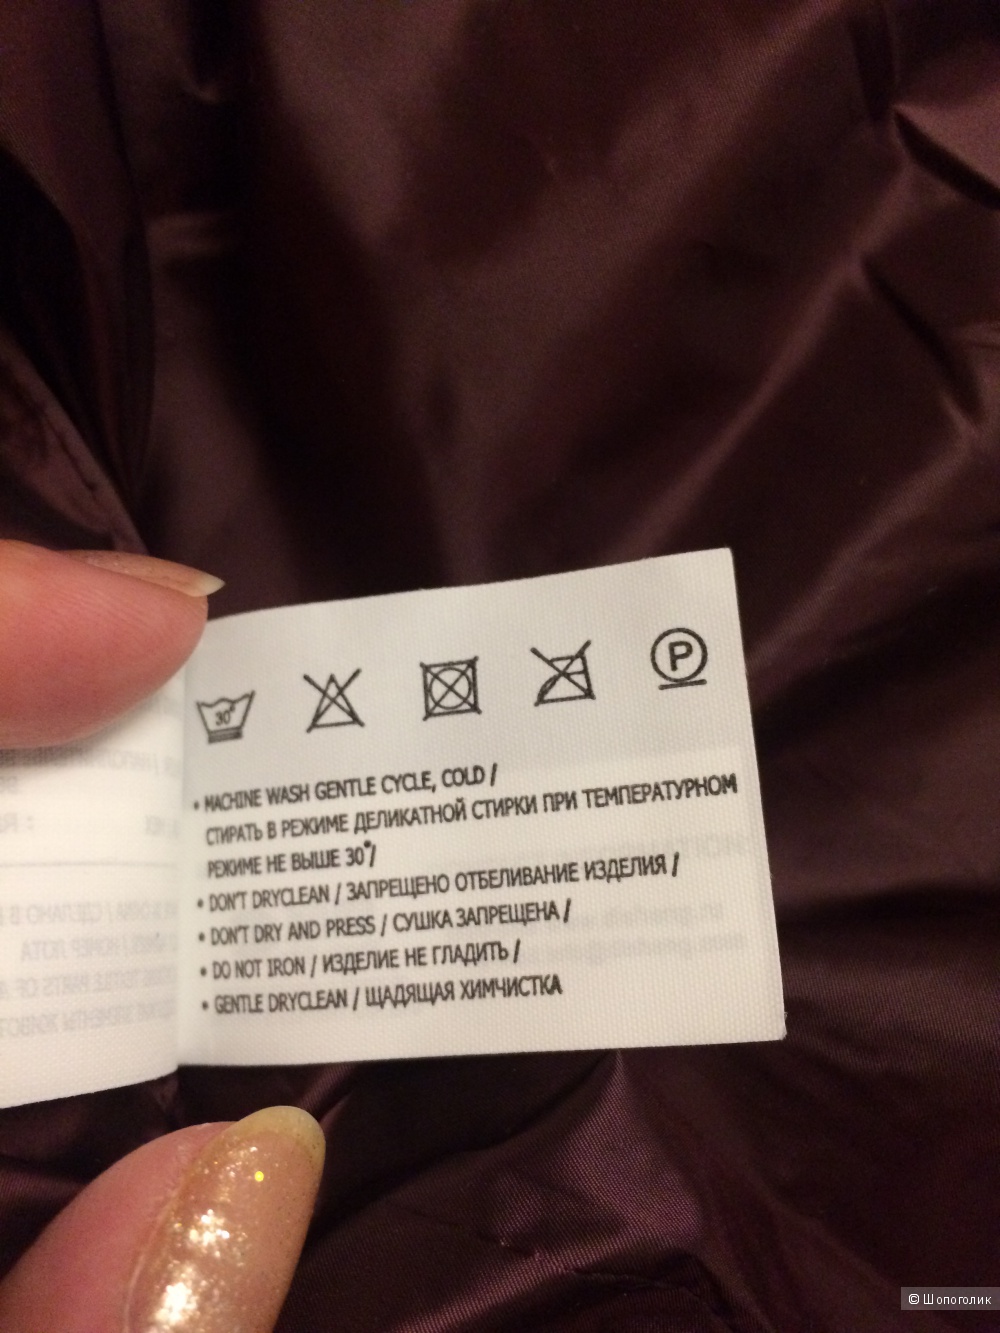 30°
P
• MACHINE WASH GENTLE CYCLE, COLD /
СТИРАТЬ В РЕЖИМЕ ДЕЛИКАТНОЙ СТИРКИ ПРИ ТЕМПЕРАТУРНОМ
РЕЖИМЕ НЕ ВЫШЕ 30°/
• DON'T DRYCLEAN / ЗАПРЕЩЕНО ОТБЕЛИВАНИЕ ИЗДЕЛИЯ /
• DON'T DRY AND PRESS / СУШКА ЗАПРЕЩЕНА /
• DO NOT IRON / ИЗДЕЛИЕ НЕ ГЛАДИТЬ /
• GENTLE DRYCLEAN / ЩАДЯЩАЯ ХИМЧИСТКА
© Шопоголик